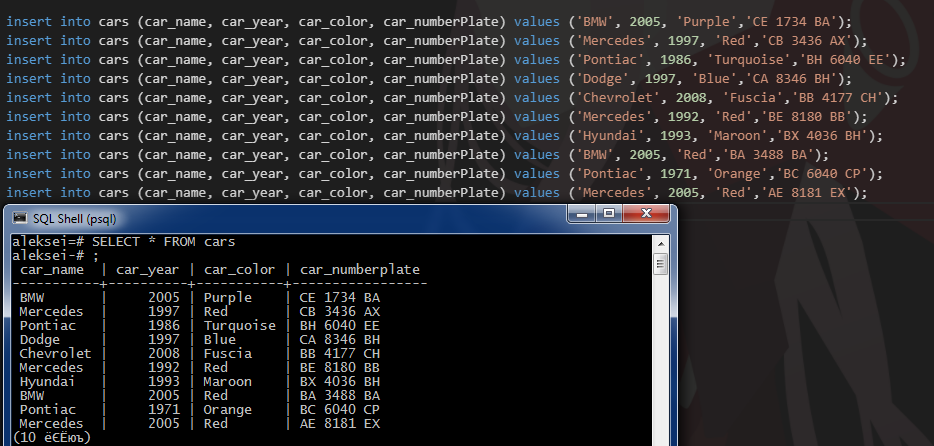 insert into cars (car_name, car_year, car_color, car_numberPlate) values ('BMW', 2005, 'Purple','CE 1734 BA');
insert into cars (car_name, car_year, car_color, car_numberPlate) values ('Mercedes', 1997, 'Red','CB 3436 AX');
insert into cars (car_name, car_year, car_color, car_numberPlate) values ('Pontiac', 1986, 'Turquoise','BH 6040 EE');
insert into cars (car_name, car_year, car_color, car_numberPlate) values ('Dodge', 1997, 'Blue','CA 8346 BH');
insert into cars (car_name, car_year, car_color, car_numberPlate) values ('Chevrolet', 2008, 'Fuscia','BB 4177 CH');
insert into cars (car_name, car_year, car_color, car_numberPlate) values ('Mercedes', 1992, 'Red','BE 8180 BB');
insert into cars (car_name, car_year, car_color, car_numberPlate) values ('Hyundai', 1993, 'Maroon','BX 4036 BH');
insert into cars (car_name, car_year, car_color, car_numberPlate) values ('BMW', 2005, 'Red','BA 3488 BA');
insert into cars (car_name, car_year, car_color, car_numberPlate) values ('Pontiac', 1971, 'Orange','BC 6040 CP');
insert into cars (car_name, car_year, car_color, car_numberPlate) values ('Mercedes', 2005, 'Red','AE 8181 EX');
SQL Shell (psql)
aleksei=# SELECT * FROM cars
aleksei-# ;
car_name | car_year | car_color | car_numberplate
-----------+----------+-----------+-----------------
BMW | 2005 | Purple | CE 1734 BA
Mercedes | 1997 | Red | CB 3436 AX
Pontiac | 1986 | Turquoise | BH 6040 EE
Dodge | 1997 | Blue | CA 8346 BH
Chevrolet | 2008 | Fuscia | BB 4177 CH
Mercedes | 1992 | Red | BE 8180 BB
Hyundai | 1993 | Maroon | BX 4036 BH
BMW | 2005 | Red | BA 3488 BA
Pontiac | 1971 | Orange | BC 6040 CP
Mercedes | 2005 | Red | AE 8181 EX
(10 ёЄЁюъ)